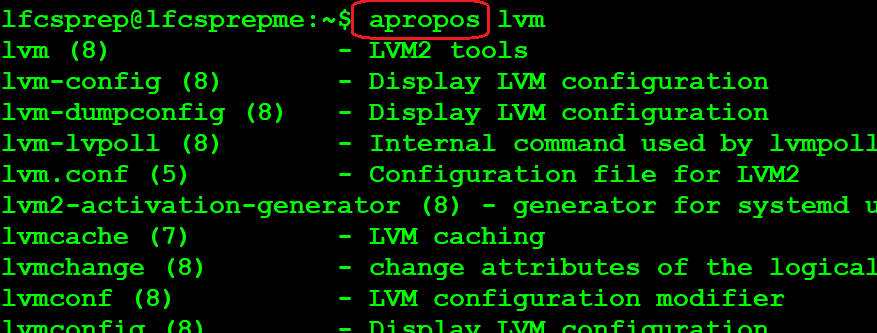 lfcsprep@lfcsprepme:~$ apropos lvm
lvm (8) - LVM2 tools
lvm-config (8) - Display LVM configuration
lvm-dumpconfig (8) - Display LVM configuration
lvm-lvpoll (8) - Internal command used by lvmpoll
lvm.conf (5) - Configuration file for LVM2
lvm2-activation-generator (8) - generator for systemd u
lvmcache (7) - LVM caching
lvmchange (8) - change attributes of the logical
lvmconf (8) - LVM configuration modifier
lvmconfig (8) - Display LVM configuration